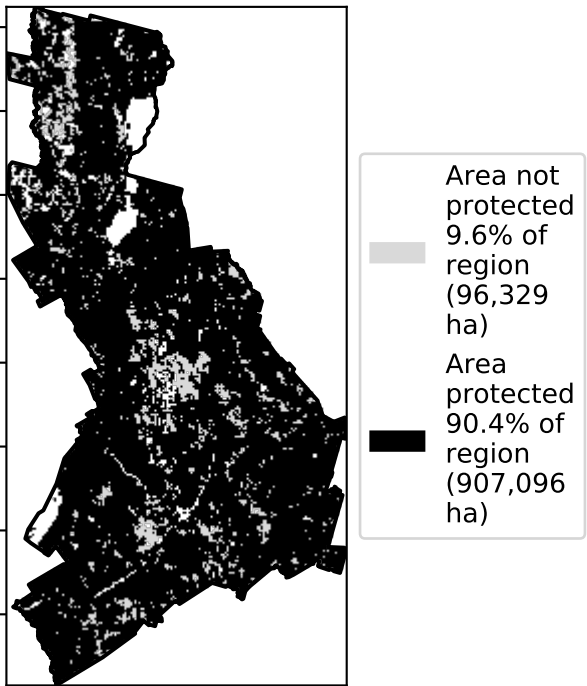 Area not
protected
9.6% of
region
(96,329
ha)
Area
protected
90.4% of
region
(907,096
ha)